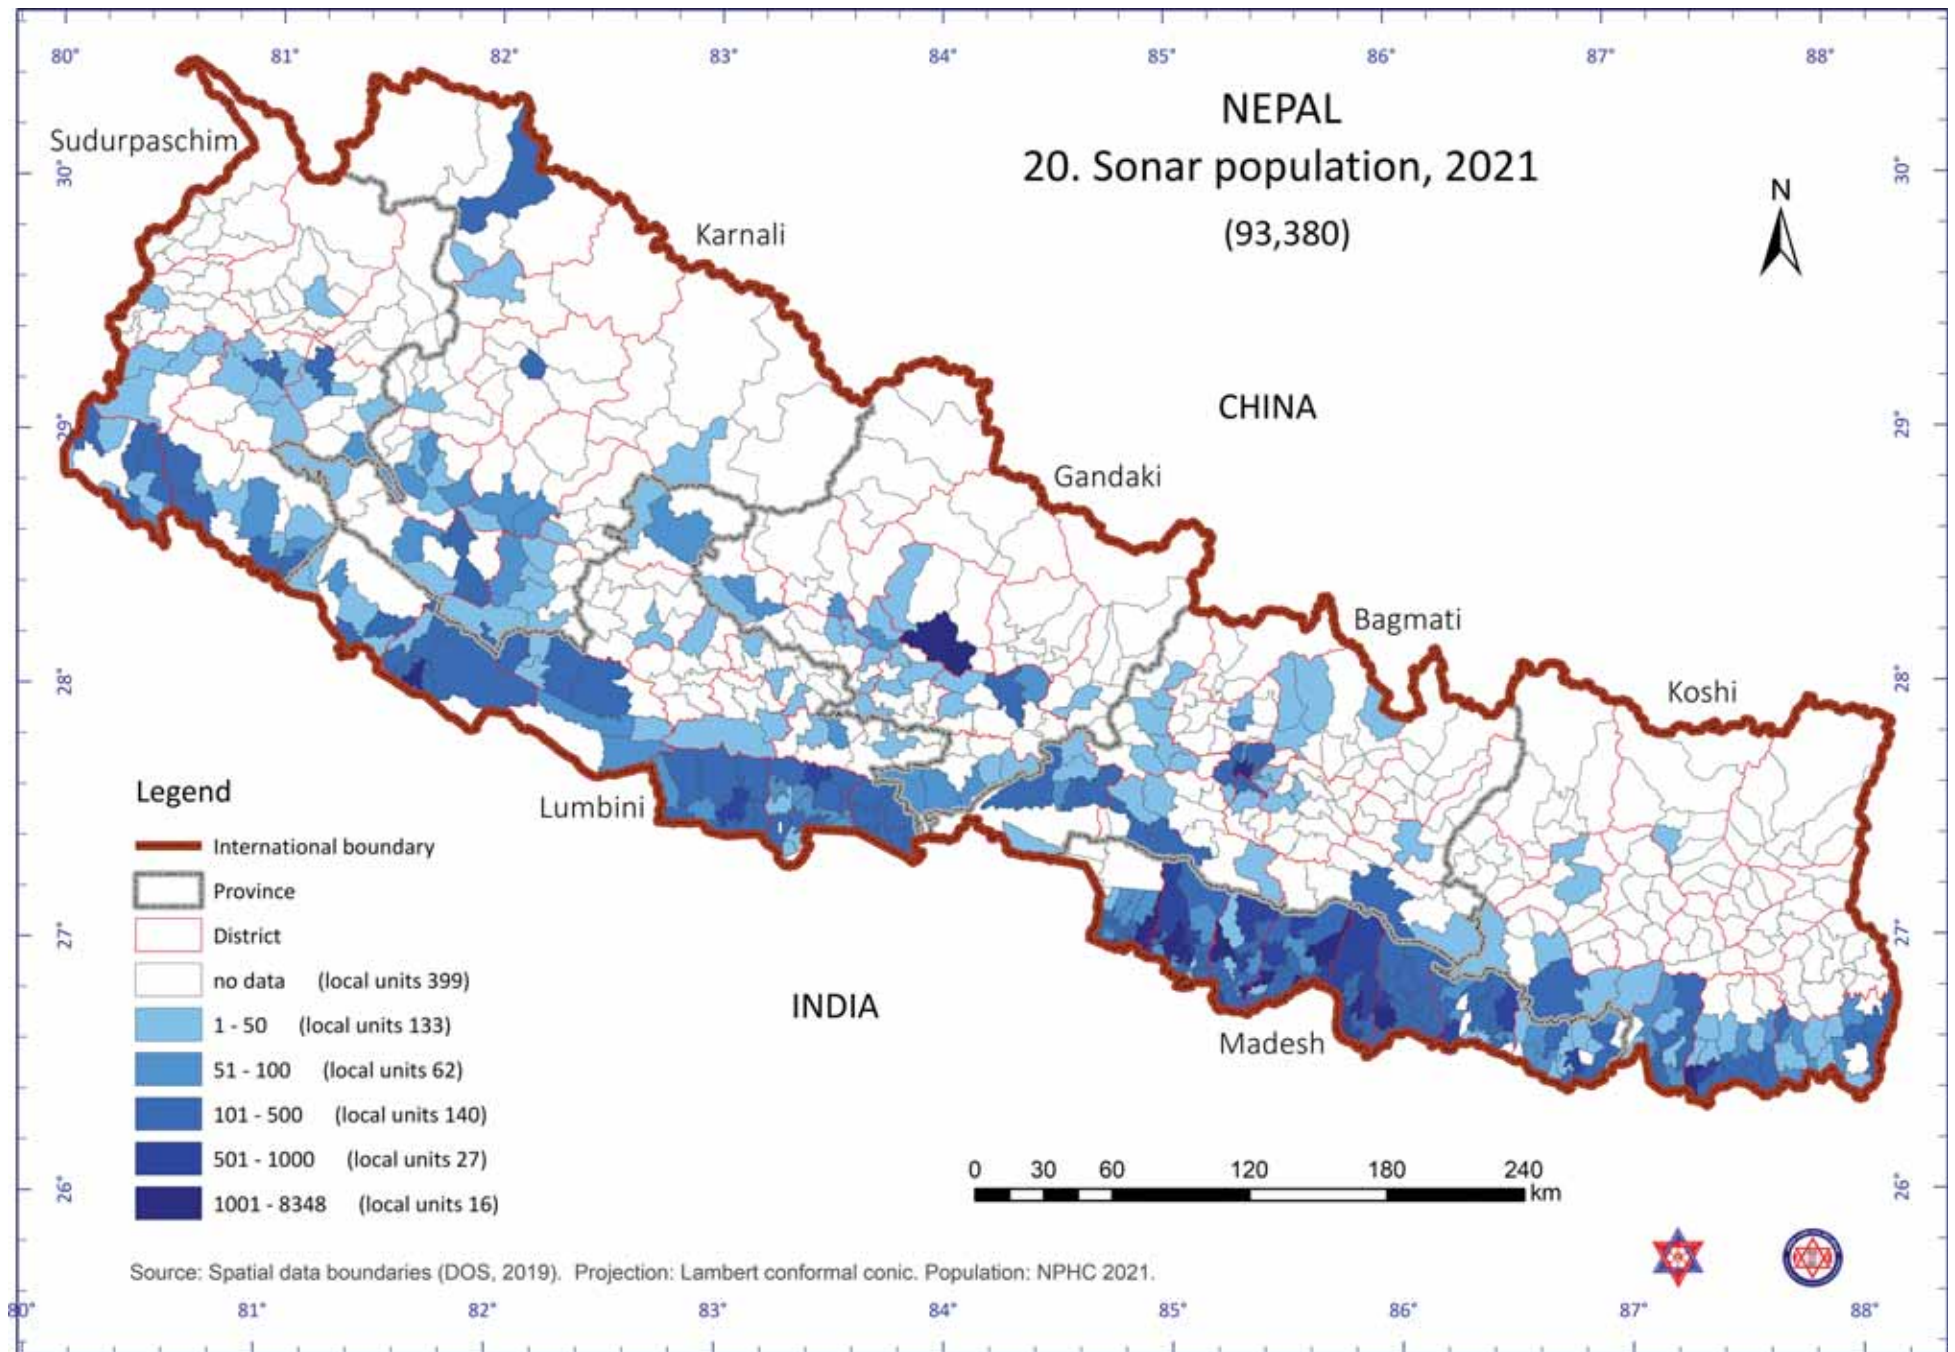 80° 81° 82° 83° 84° 85° 86° 87° 88°
NEPAL
20. Sonar population, 2021
(93,380)
N
Sudurpaschim
30° 30°
Karnali
CHINA
29° 29°
Gandaki
Bagmati
28° 28°
Koshi
Legend
Lumbini
International boundary
Province
District
27° 27°
no data (local units 399)
INDIA
1 - 50 (local units 133)
Madesh
51 - 100 (local units 62)
101 - 500 (local units 140)
501 - 1000 (local units 27)
0 30 60 120 180 240
km
26° 26°
1001 - 8348 (local units 16)
Source: Spatial data boundaries (DOS, 2019). Projection: Lambert conformal conic. Population: NPHC 2021.
80° 81° 82° 83° 84° 85° 86° 87° 88°